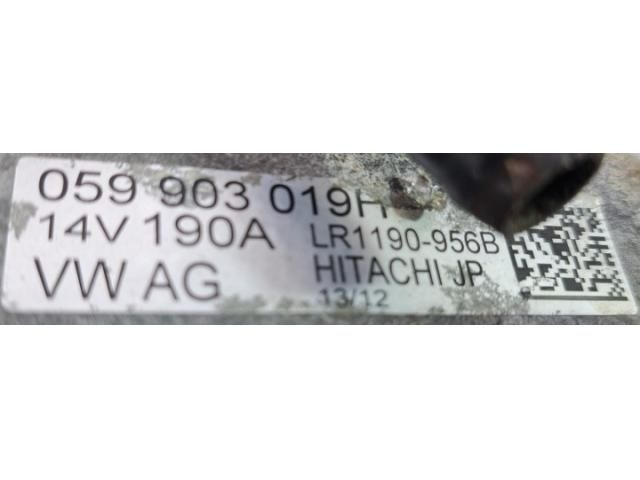 059 903 019H
14V 190A LR1190-956B
VW AG HITACHI JP
13/12